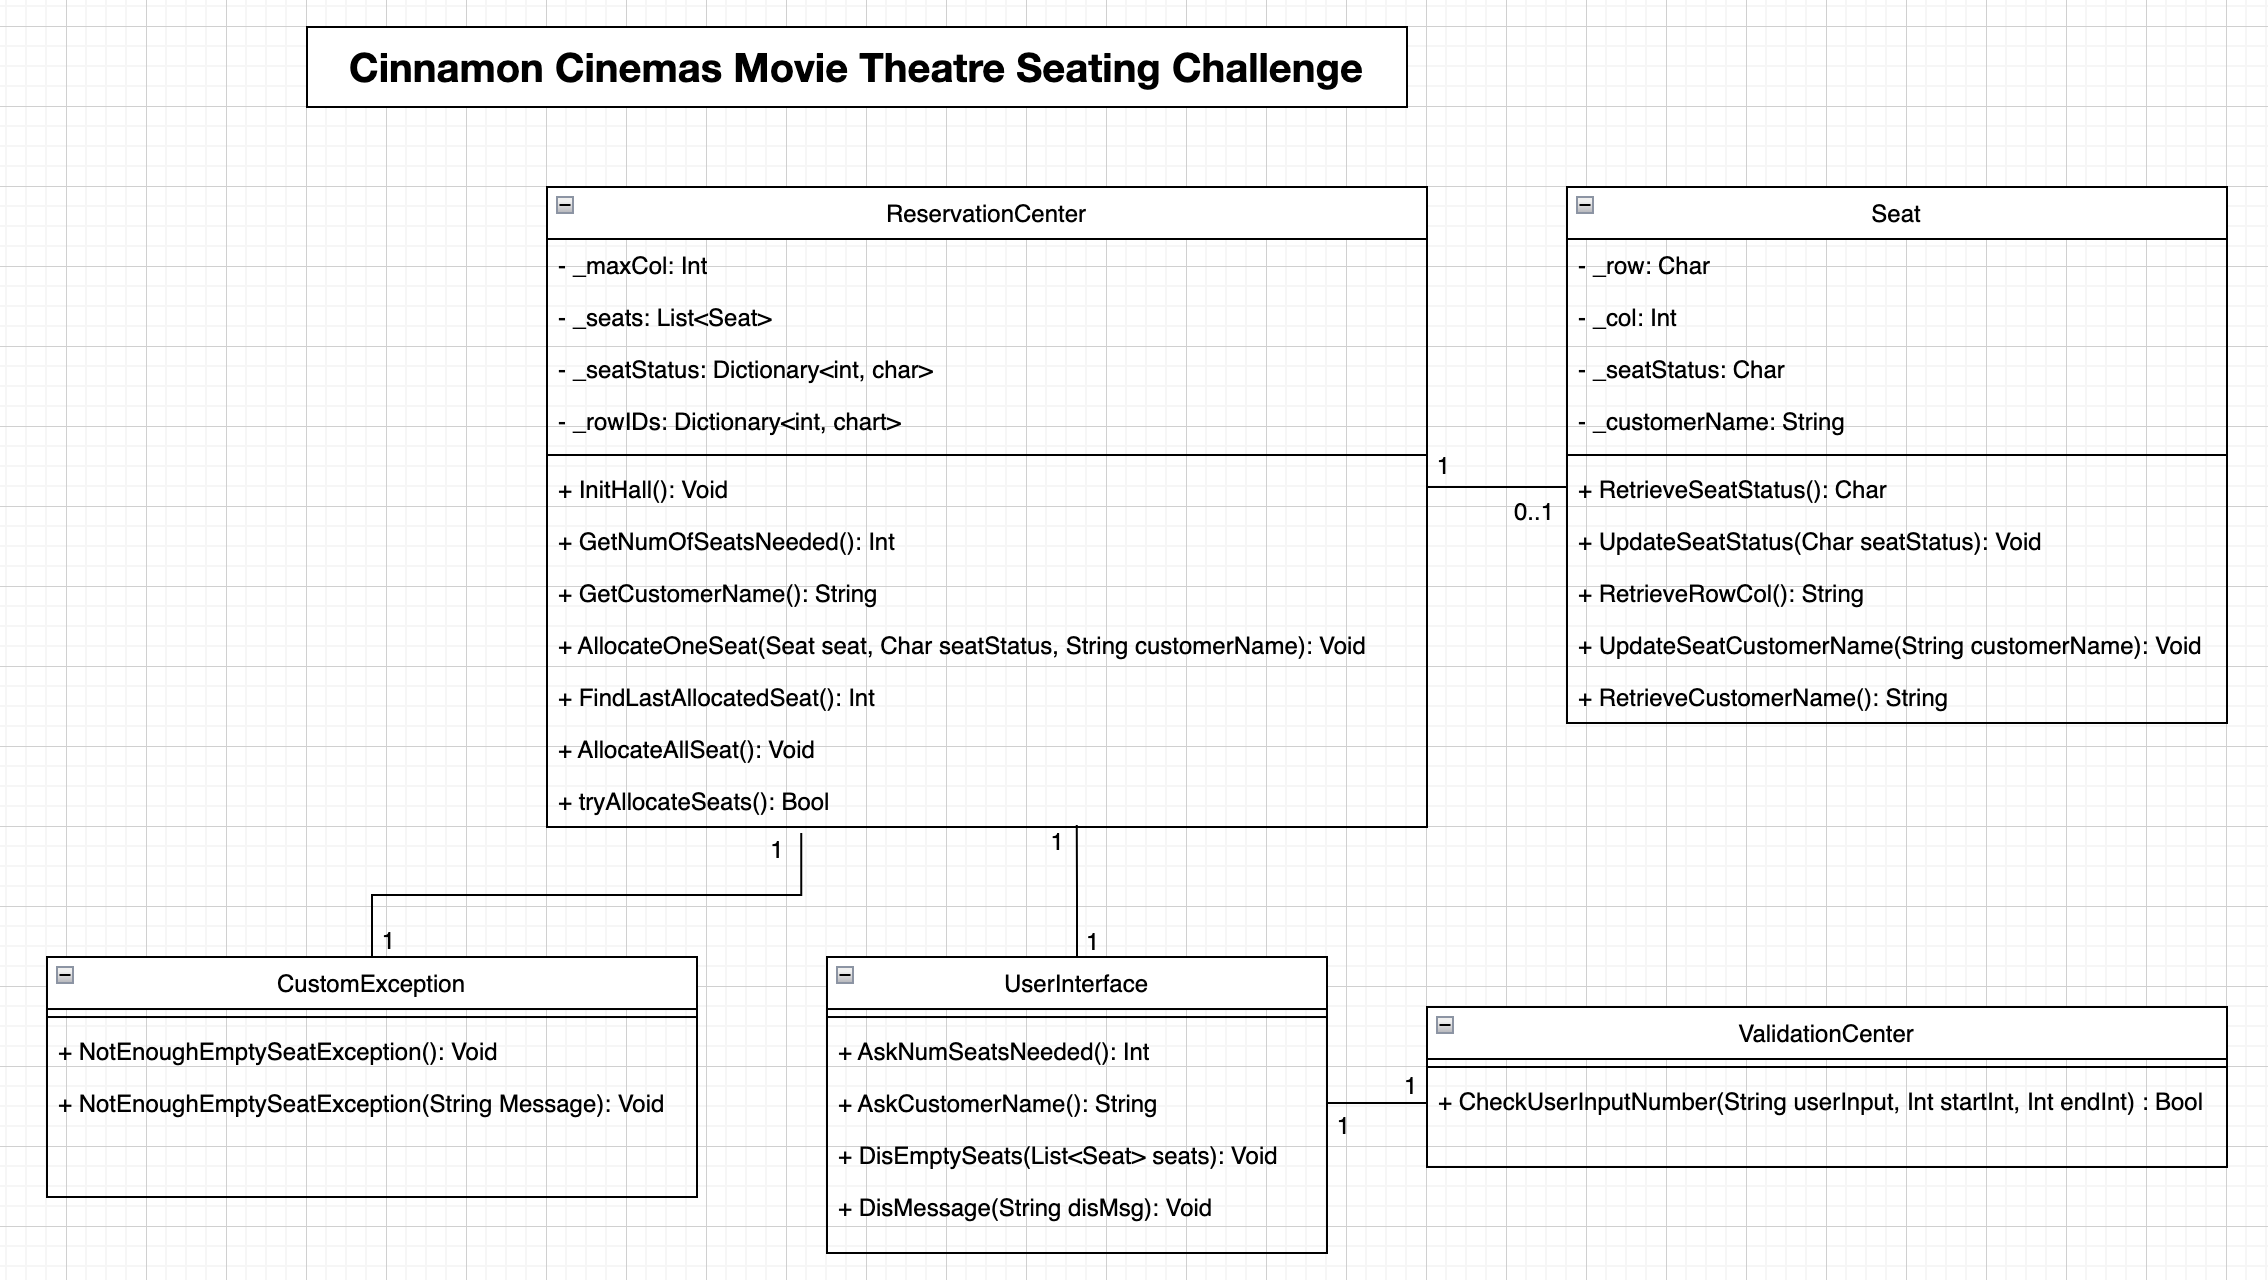 Cinnamon Cinemas Movie Theatre Seating Challenge
ReservationCenter
- _maxCol: Int
- _seats: List<Seat>
- _seatStatus: Dictionary<int, char>
- _rowIDs: Dictionary<int, chart>
+ InitHall(): Void
+ GetNumOfSeatsNeeded(): Int
+ GetCustomerName(): String
+ AllocateOneSeat(Seat seat, Char seatStatus, String customerName): Void
+ FindLastAllocatedSeat(): Int
+ AllocateAllSeat(): Void
+ tryAllocateSeats(): Bool
1
0..1
Seat
- _row: Char
- _col: Int
- _seatStatus: Char
- _customerName: String
+ RetrieveSeatStatus(): Char
+ UpdateSeatStatus(Char seatStatus): Void
+ RetrieveRowCol(): String
+ UpdateSeatCustomerName(String customerName): Void
+ RetrieveCustomerName(): String
1
1
1
1
CustomException
+ NotEnoughEmptySeatException(): Void
+ NotEnoughEmptySeatException(String Message): Void
UserInterface
+ AskNumSeatsNeeded(): Int
+ AskCustomerName(): String
+ DisEmptySeats(List<Seat> seats): Void
+ DisMessage(String disMsg): Void
1
1
ValidationCenter
+ CheckUserInputNumber(String userInput, Int startInt, Int endInt) : Bool